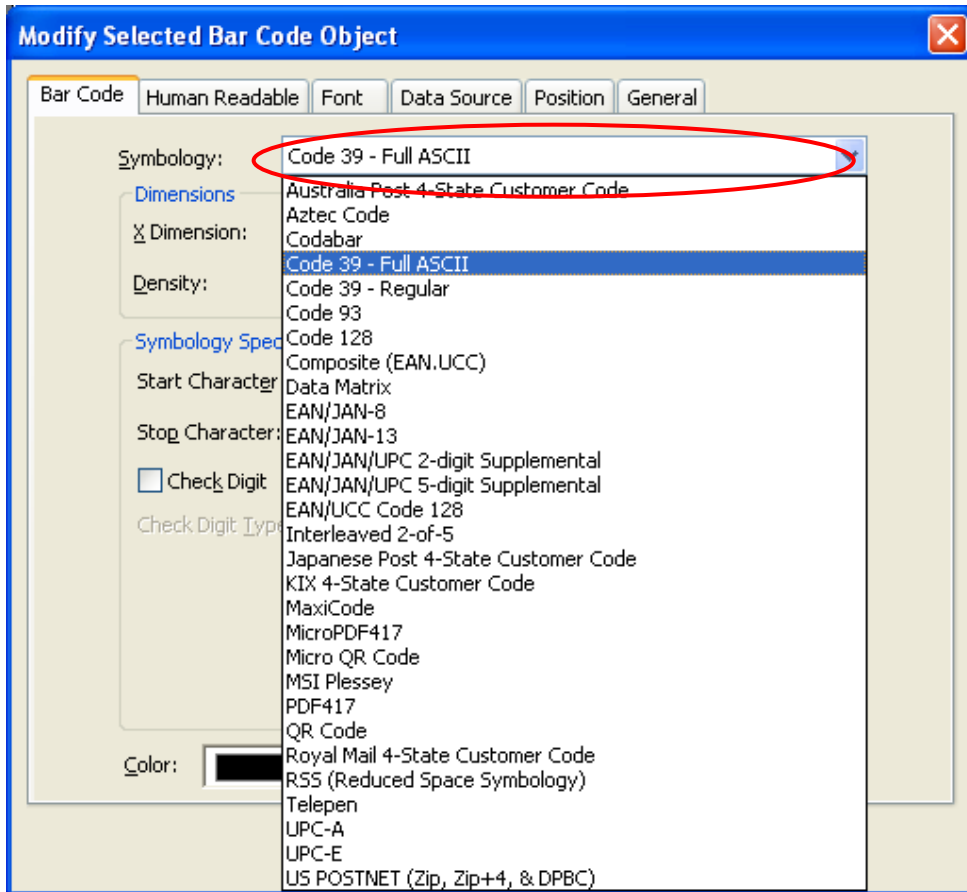 Modify Selected Bar Code Object
Bar Code Human Readable Font Data Source Position General
Symbology: Code 39 - Full ASCII
Dimensions
X Dimension:
Density:
Symbology Spec
Start Character
Stop Character:
Check Digit
Check Digit Type
Color:
Australia Post 4-State Customer Code
Aztec Code
Codabar
Code 39 - Full ASCII
Code 39 - Regular
Code 93
Code 128
Composite (EAN.UCC)
Data Matrix
EAN/JAN-8
EAN/JAN-13
EAN/JAN/UPC 2-digit Supplemental
EAN/JAN/UPC 5-digit Supplemental
EAN/UCC Code 128
Interleaved 2-of-5
Japanese Post 4-State Customer Code
KIX 4-State Customer Code
MaxiCode
MicroPDF417
Micro QR Code
MSI Plessey
PDF417
QR Code
Royal Mail 4-State Customer Code
RSS (Reduced Space Symbology)
Telepen
UPC-A
UPC-E
US POSTNET (Zip, Zip+4, & DPBC)